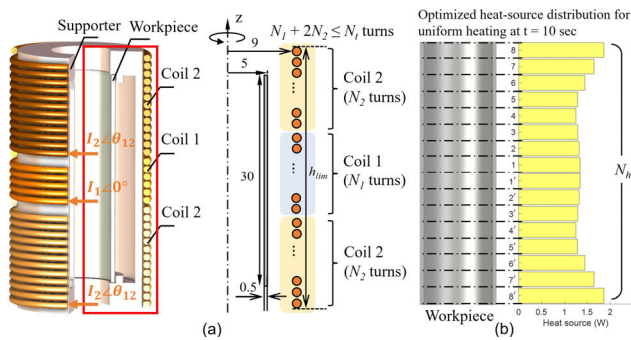 Supporter
Workpiece
Coil 2
Coil 1
Coil 2
I₂∠θ₁₂
I₁∠0°
I₂∠θ₁₂
(a)
z
9
5
30
0.5
h_lim
N₁ + 2N₂ ≤ Nₜ turns
Coil 2
(N₂ turns)
Coil 1
(N₁ turns)
Coil 2
(N₂ turns)
Optimized heat-source distribution for
uniform heating at t = 10 sec
8
7
6
5
4
3
2
1
1'
2'
3'
4'
5'
6'
7'
8'
N_h
0 0.5 1 1.5 2
Heat source (W)
Workpiece
(b)